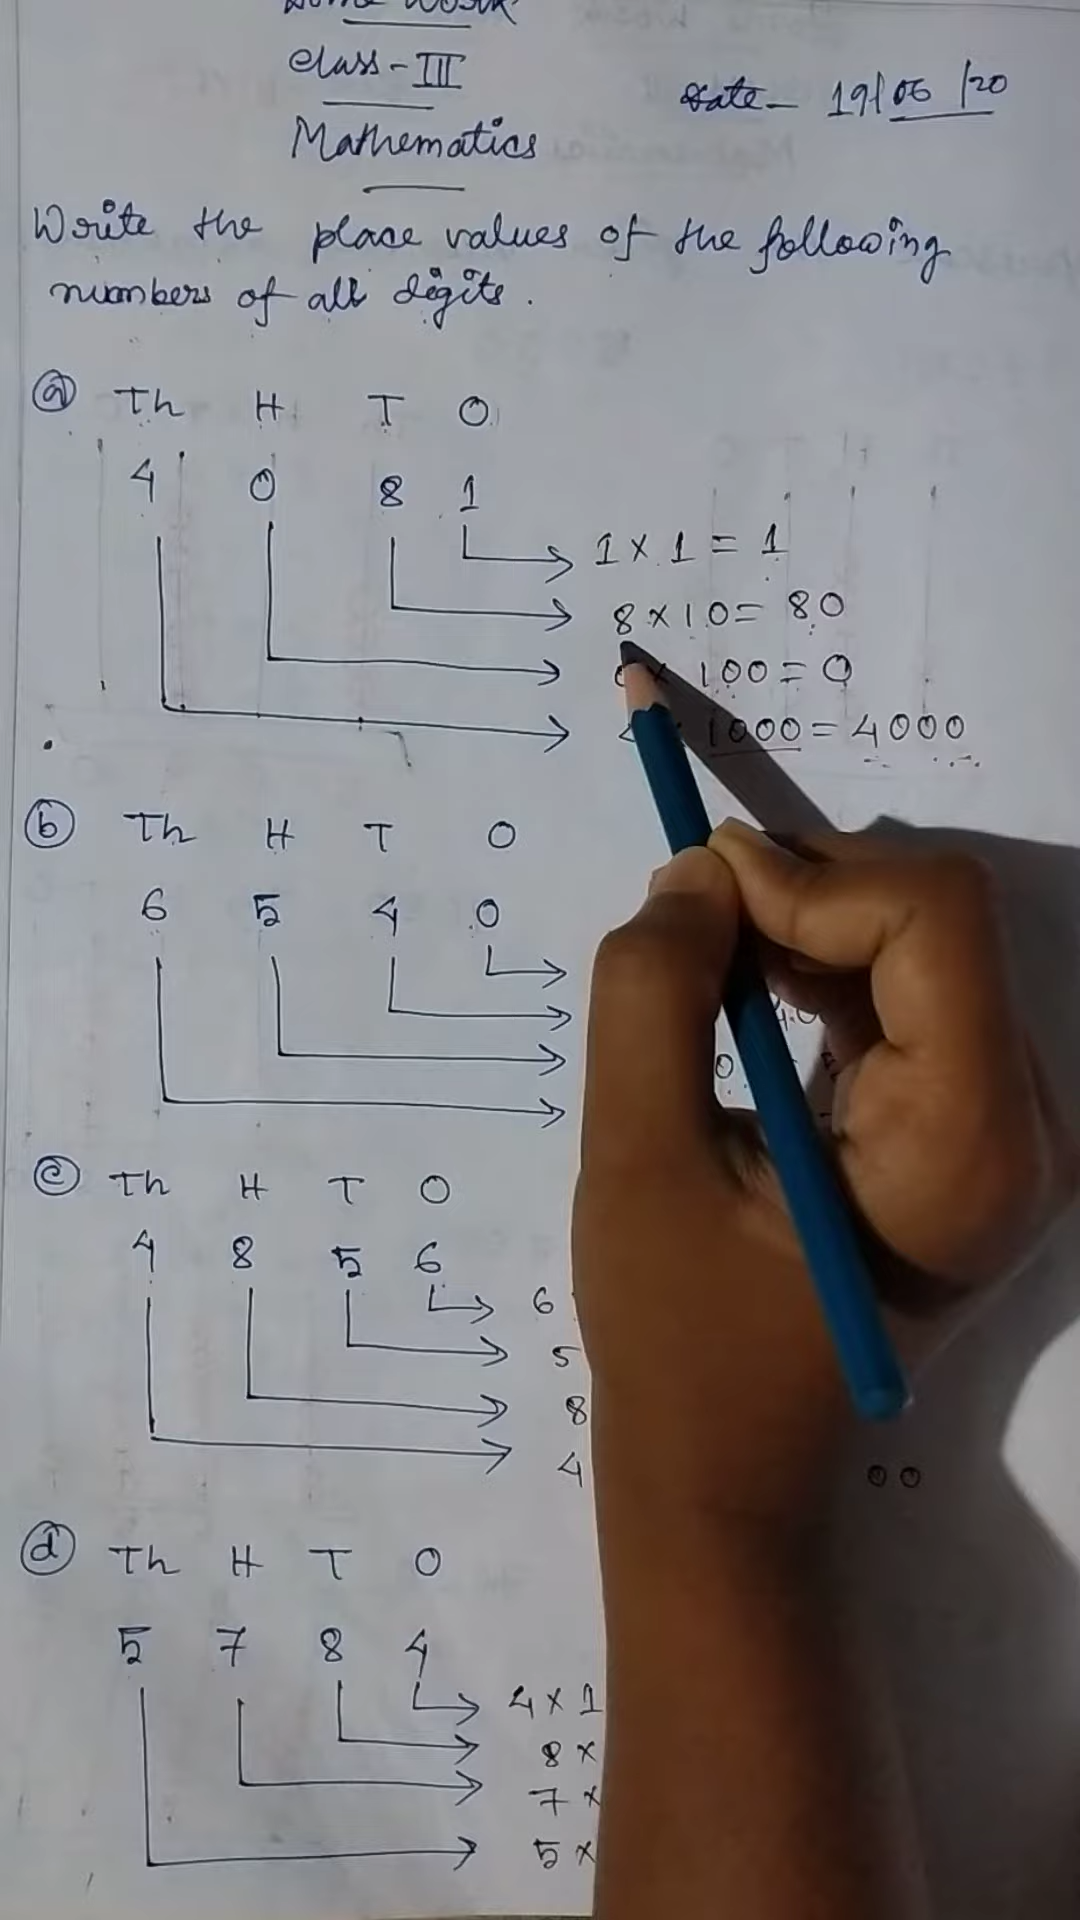 Class - III
Date - 19/06/20
Mathematics
Write the place values of the following
numbers of all digits.
(a) Th H T O
4 0 8 1
1 × 1 = 1
8 × 10 = 80
× 100 = 0
1000 = 4000
(b) Th H T O
6 5 4 0
(c) Th H T O
4 8 5 6
6
5
8
4
00
(d) Th H T O
5 7 8 4
4 × 1
8 ×
7 ×
5 ×